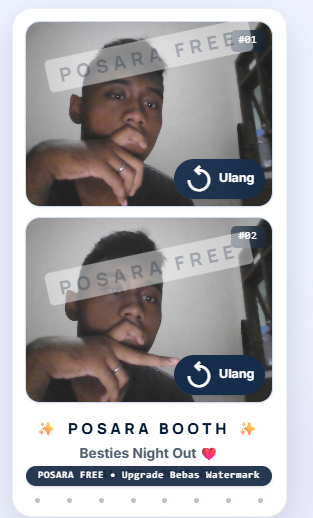 POSARA FREE
#01
Ulang
POSARA FREE
#02
Ulang
✨ POSARA BOOTH ✨
Besties Night Out 💖
POSARA FREE • Upgrade Bebas Watermark